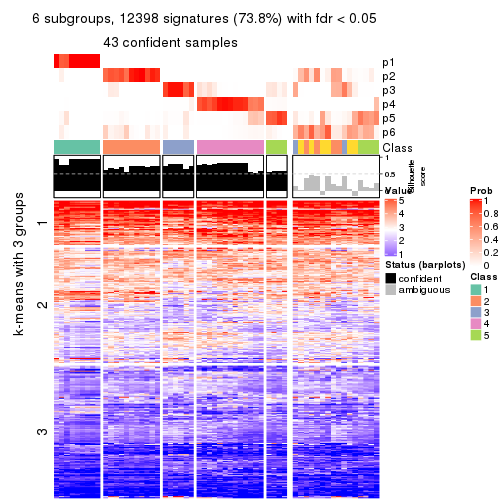 6 subgroups, 12398 signatures (73.8%) with fdr < 0.05
43 confident samples
p1
p2
p3
p4
p5
p6
Class
1
0.5
0
Silhouette
score
k-means with 3 groups
1
2
3
Value
5
4
3
2
1
Status (barplots)
confident
ambiguous
Prob
1
0.8
0.6
0.4
0.2
0
Class
1
2
3
4
5